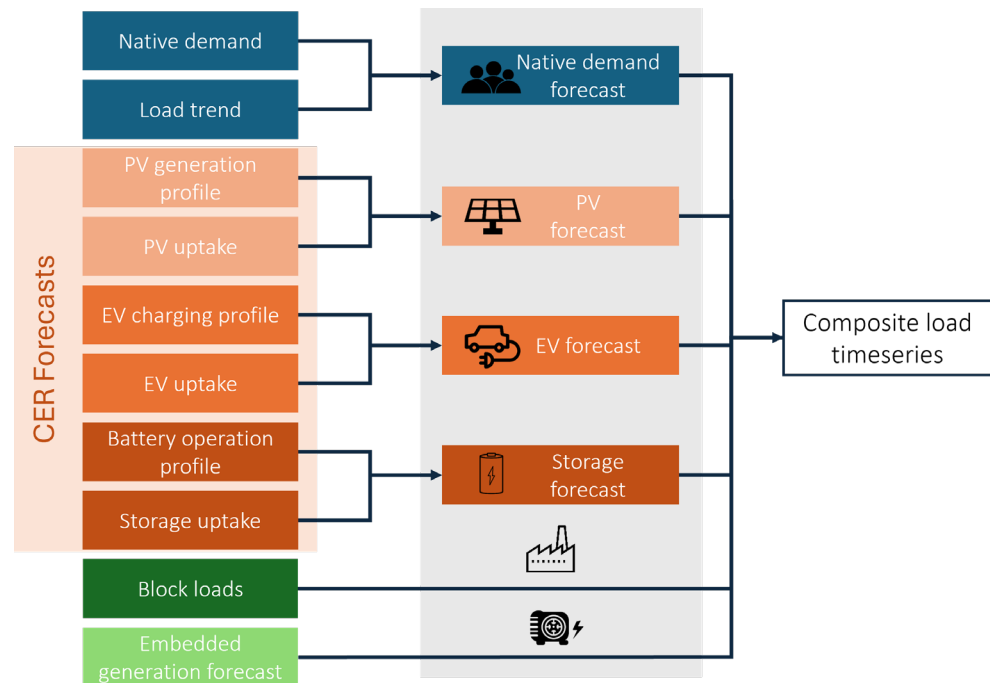 Native demand
Load trend
CER Forecasts
PV generation
profile
PV uptake
EV charging profile
EV uptake
Battery operation
profile
Storage uptake
Block loads
Embedded
generation forecast
Native demand
forecast
PV
forecast
EV forecast
Storage
forecast
Composite load
timeseries